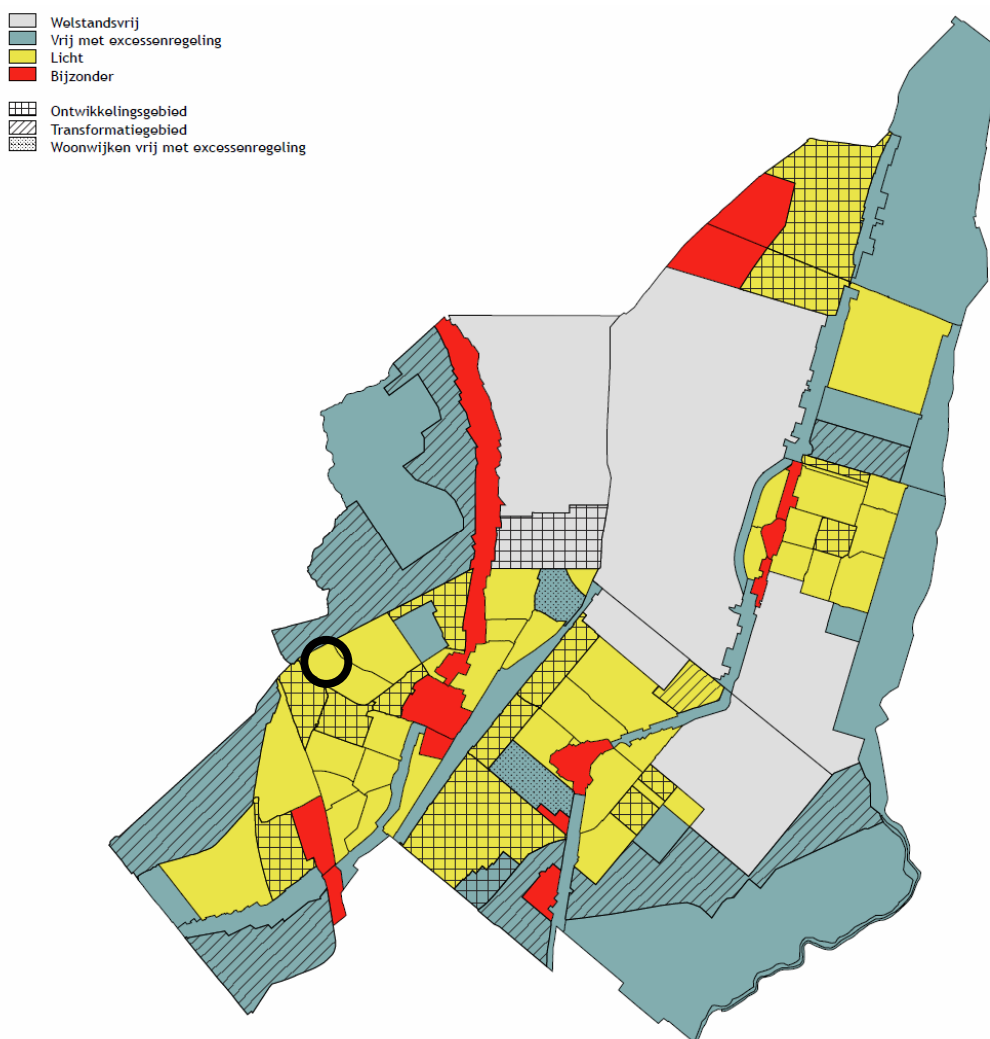 Welstandsvrij
Vrij met excessenregeling
Licht
Bijzonder
Ontwikkelingsgebied
Transformatiegebied
Woonwijken vrij met excessenregeling